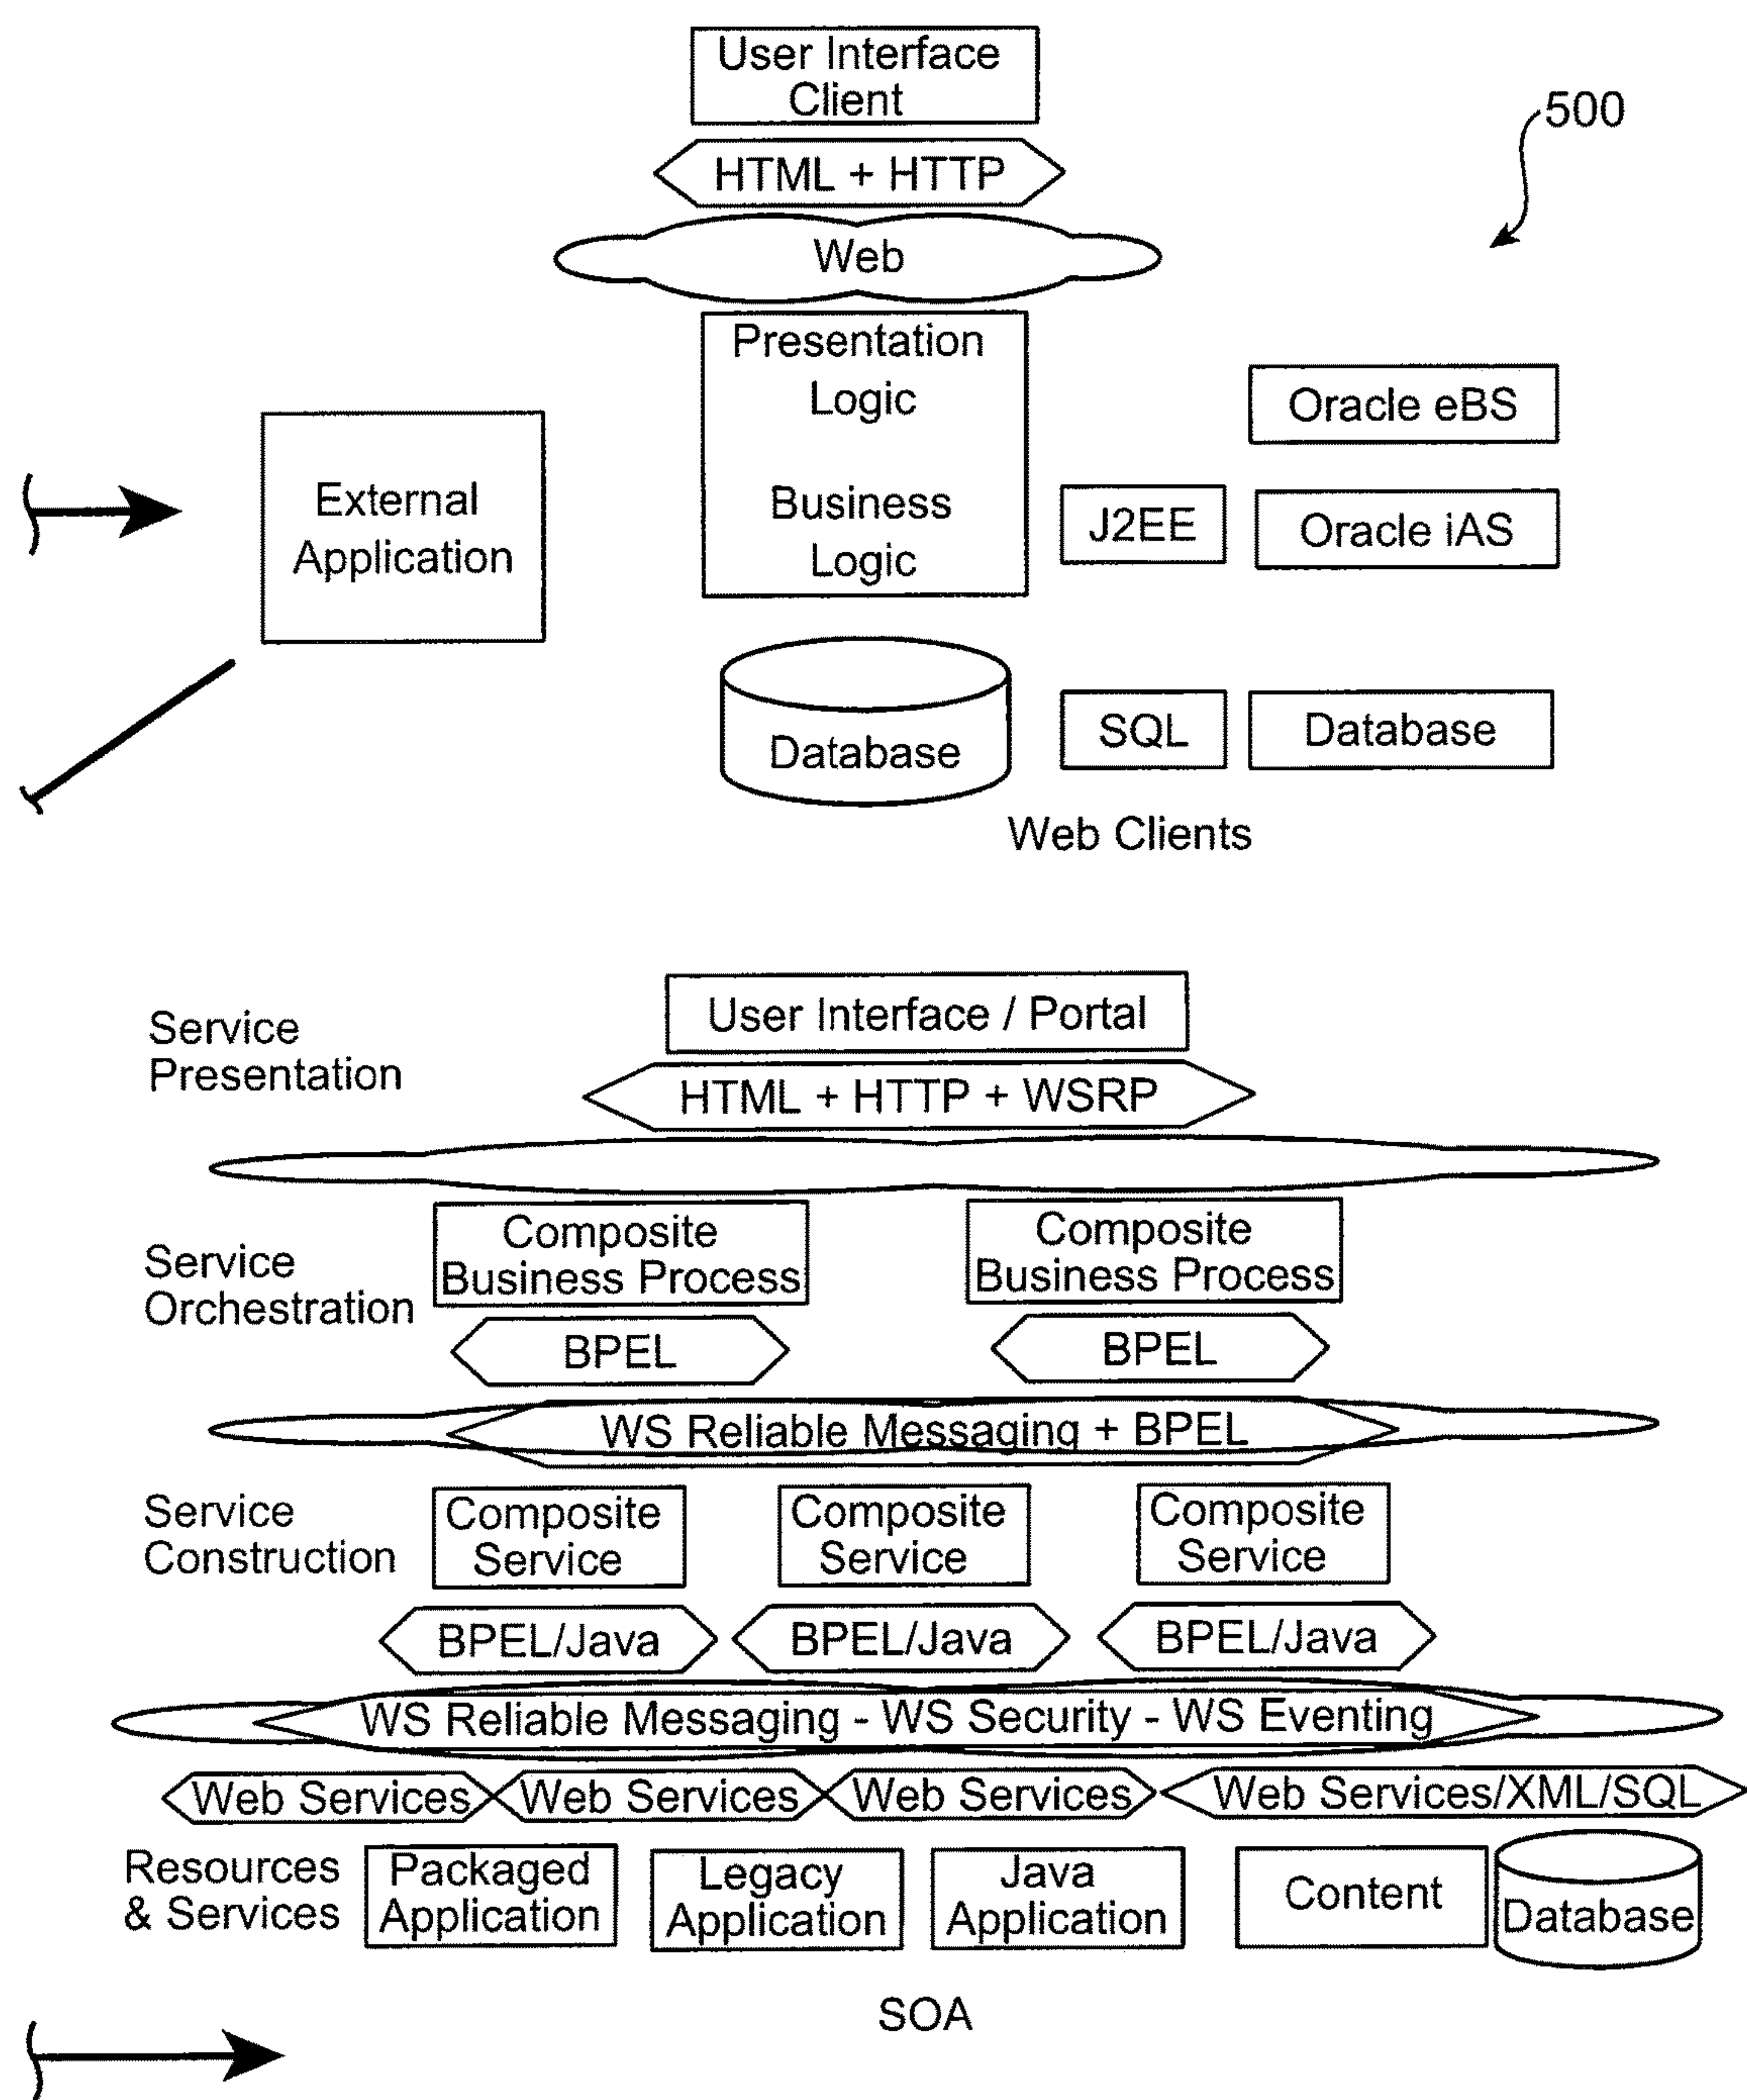 User Interface
Client
500
HTML + HTTP
Web
Presentation
Logic
Business
Logic
Oracle eBS
External
Application
J2EE
Oracle iAS
Database
SQL
Database
Web Clients
Service
Presentation
User Interface / Portal
HTML + HTTP + WSRP
Service
Orchestration
Composite
Business Process
Composite
Business Process
BPEL
BPEL
WS Reliable Messaging + BPEL
Service
Construction
Composite
Service
Composite
Service
Composite
Service
BPEL/Java
BPEL/Java
BPEL/Java
WS Reliable Messaging - WS Security - WS Eventing
Web Services
Web Services
Web Services
Web Services/XML/SQL
Resources
& Services
Packaged
Application
Legacy
Application
Java
Application
Content
Database
SOA